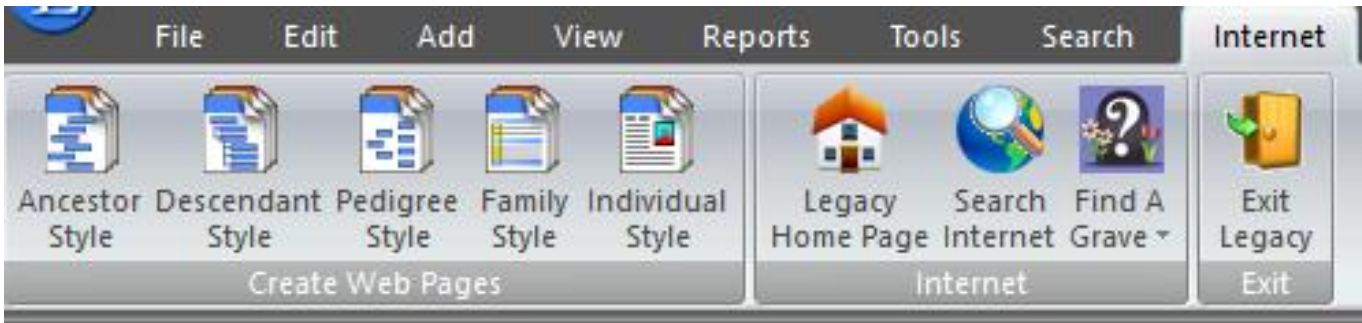 File Edit Add View Reports Tools Search Internet
Ancestor Style
Descendant Style
Pedigree Style
Family Style
Individual Style
Create Web Pages
Legacy Home Page
Search Internet
Find A Grave
Internet
Exit Legacy
Exit